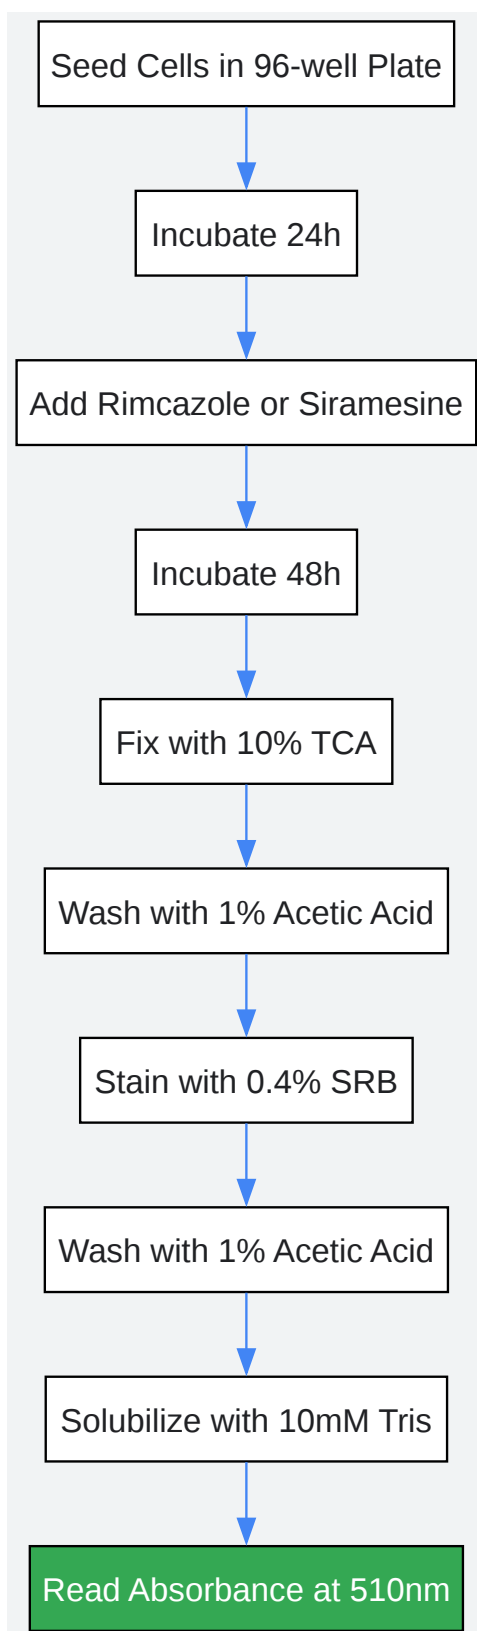 Seed Cells in 96-well Plate
Incubate 24h
Add Rimcazole or Siramesine
Incubate 48h
Fix with 10% TCA
Wash with 1% Acetic Acid
Stain with 0.4% SRB
Wash with 1% Acetic Acid
Solubilize with 10mM Tris
Read Absorbance at 510nm